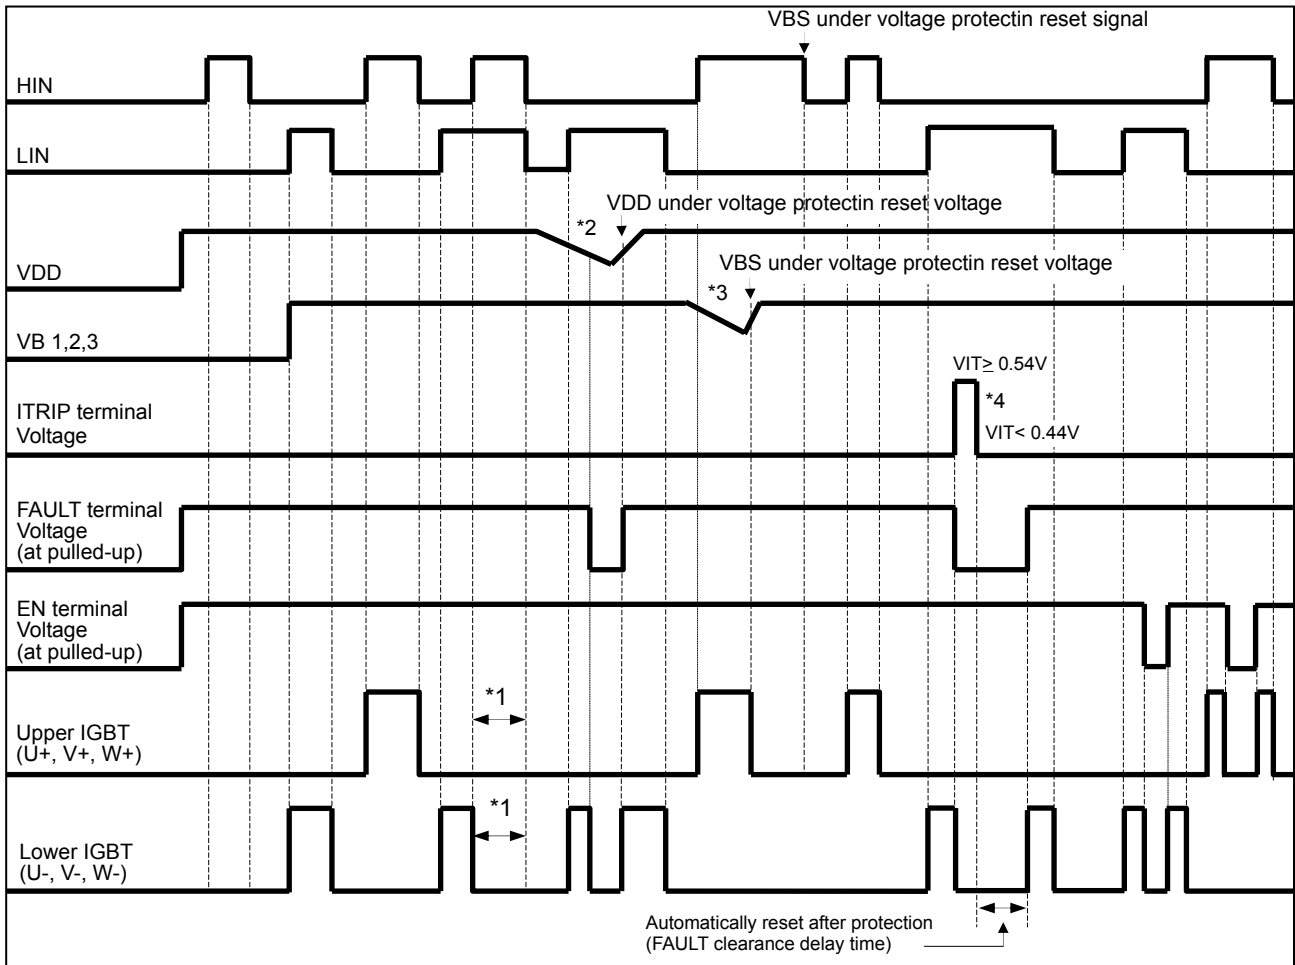 VBS under voltage protectin reset signal
HIN
LIN
VDD under voltage protectin reset voltage
*2
VDD
VBS under voltage protectin reset voltage
*3
VB 1,2,3
VIT≥ 0.54V
ITRIP terminal
Voltage
*4
VIT< 0.44V
FAULT terminal
Voltage
(at pulled-up)
EN terminal
Voltage
(at pulled-up)
*1
Upper IGBT
(U+, V+, W+)
*1
Lower IGBT
(U-, V-, W-)
Automatically reset after protection
(FAULT clearance delay time)